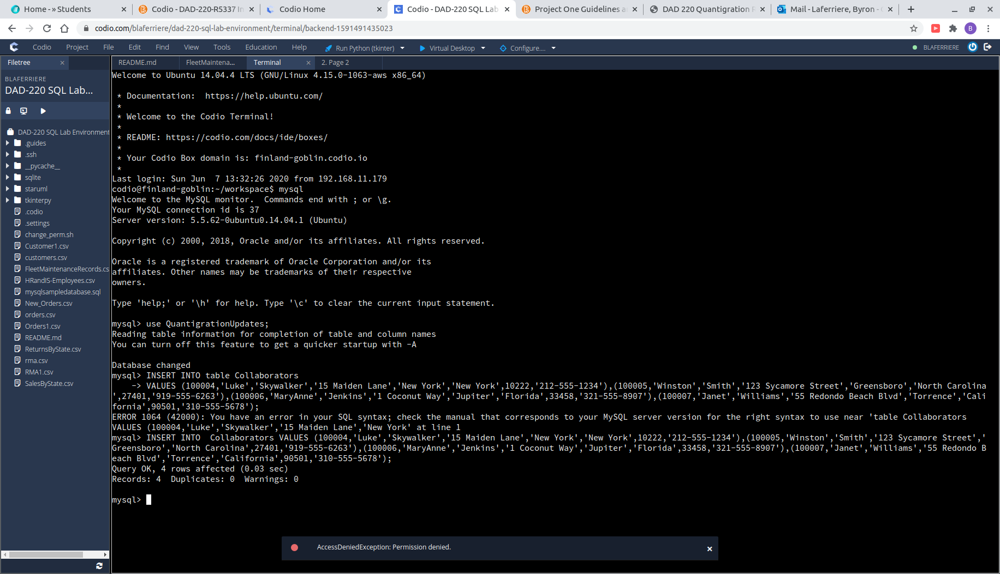 Home - » Students
Codio - DAD-220-R5337 In
Codio Home
Codio - DAD-220 SQL Lab
Project One Guidelines a
DAD 220 Quantigration R
Mail - Laferriere, Byron -
codio.com/blaferriere/dad-220-sql-lab-environment/terminal/backend-1591491435023
B
Codio
Project
File
Edit
Find
View
Tools
Education
Help
Run Python (tkinter)
Virtual Desktop
Configure....
BLAFERRIERE
Filetree
README.md
FleetMaintena...
Terminal
2. Page 2
BLAFERRIERE
DAD-220 SQL Lab...
DAD-220 SQL Lab Environment
.guides
.ssh
__pycache__
sqlite
staruml
tkinterpy
.codio
.settings
change_perm.sh
Customer1.csv
customers.csv
FleetMaintenanceRecords.cs
HRandIS-Employees.csv
mysqlsampledatabase.sql
New_Orders.csv
orders.csv
Orders1.csv
README.md
ReturnsByState.csv
rma.csv
RMA1.csv
SalesByState.csv
Welcome to Ubuntu 14.04.4 LTS (GNU/Linux 4.15.0-1063-aws x86_64)
* Documentation:  https://help.ubuntu.com/
*
* Welcome to the Codio Terminal!
*
* README: https://codio.com/docs/ide/boxes/
*
* Your Codio Box domain is: finland-goblin.codio.io
*
Last login: Sun Jun  7 13:32:26 2020 from 192.168.11.179
codio@finland-goblin:~/workspace$ mysql
Welcome to the MySQL monitor.  Commands end with ; or \g.
Your MySQL connection id is 37
Server version: 5.5.62-0ubuntu0.14.04.1 (Ubuntu)
Copyright (c) 2000, 2018, Oracle and/or its affiliates. All rights reserved.
Oracle is a registered trademark of Oracle Corporation and/or its
affiliates. Other names may be trademarks of their respective
owners.
Type 'help;' or '\h' for help. Type '\c' to clear the current input statement.
mysql> use QuantigrationUpdates;
Reading table information for completion of table and column names
You can turn off this feature to get a quicker startup with -A
Database changed
mysql> INSERT INTO table Collaborators
-> VALUES (100004,'Luke','Skywalker','15 Maiden Lane','New York','New York',10222,'212-555-1234'),(100005,'Winston','Smith','123 Sycamore Street','Greensboro','North Carolina
',27401,'919-555-6263'),(100006,'MaryAnne','Jenkins','1 Coconut Way','Jupiter','Florida',33458,'321-555-8907'),(100007,'Janet','Williams','55 Redondo Beach Blvd','Torrence','Cali
fornia',90501,'310-555-5678');
ERROR 1064 (42000): You have an error in your SQL syntax; check the manual that corresponds to your MySQL server version for the right syntax to use near 'table Collaborators
VALUES (100004,'Luke','Skywalker','15 Maiden Lane','New York' at line 1
mysql> INSERT INTO  Collaborators VALUES (100004,'Luke','Skywalker','15 Maiden Lane','New York','New York',10222,'212-555-1234'),(100005,'Winston','Smith','123 Sycamore Street','
Greensboro','North Carolina',27401,'919-555-6263'),(100006,'MaryAnne','Jenkins','1 Coconut Way','Jupiter','Florida',33458,'321-555-8907'),(100007,'Janet','Williams','55 Redondo B
each Blvd','Torrence','California',90501,'310-555-5678');
Query OK, 4 rows affected (0.03 sec)
Records: 4  Duplicates: 0  Warnings: 0
mysql>
AccessDeniedException: Permission denied.